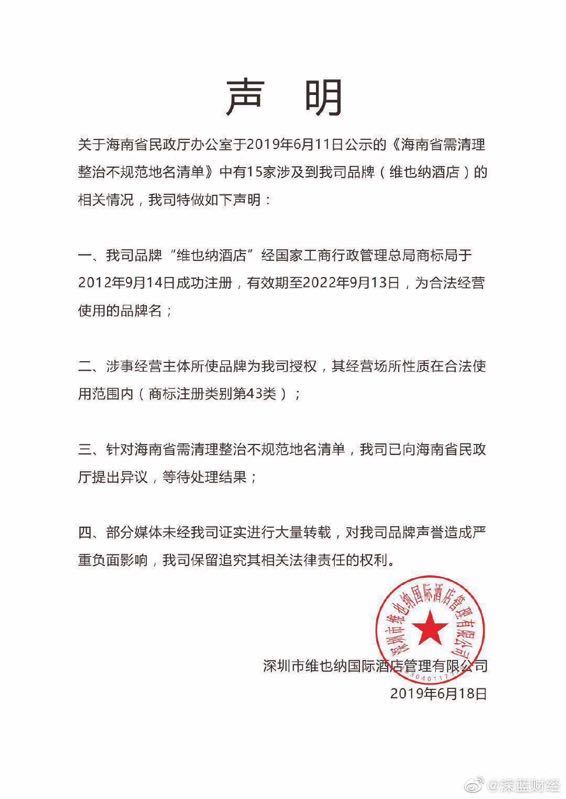 声 明
关于海南省民政厅办公室于2019年6月11日公示的《海南省需清理
整治不规范地名清单》中有15家涉及到我司品牌（维也纳酒店）的
相关情况，我司特做如下声明：
一、我司品牌“维也纳酒店”经国家工商行政管理总局商标局于
2012年9月14日成功注册，有效期至2022年9月13日，为合法经营
使用的品牌名；
二、涉事经营主体所使品牌为我司授权，其经营场所性质在合法使
用范围内（商标注册类别第43类）；
三、针对海南省需清理整治不规范地名清单，我司已向海南省民政
厅提出异议，等待处理结果；
四、部分媒体未经我司证实进行大量转载，对我司品牌声誉造成严
重负面影响，我司保留追究其相关法律责任的权利。
深圳市维也纳国际酒店管理有限公司
深圳市维也纳国际酒店管理有限公司
2019年6月18日
@深蓝财经